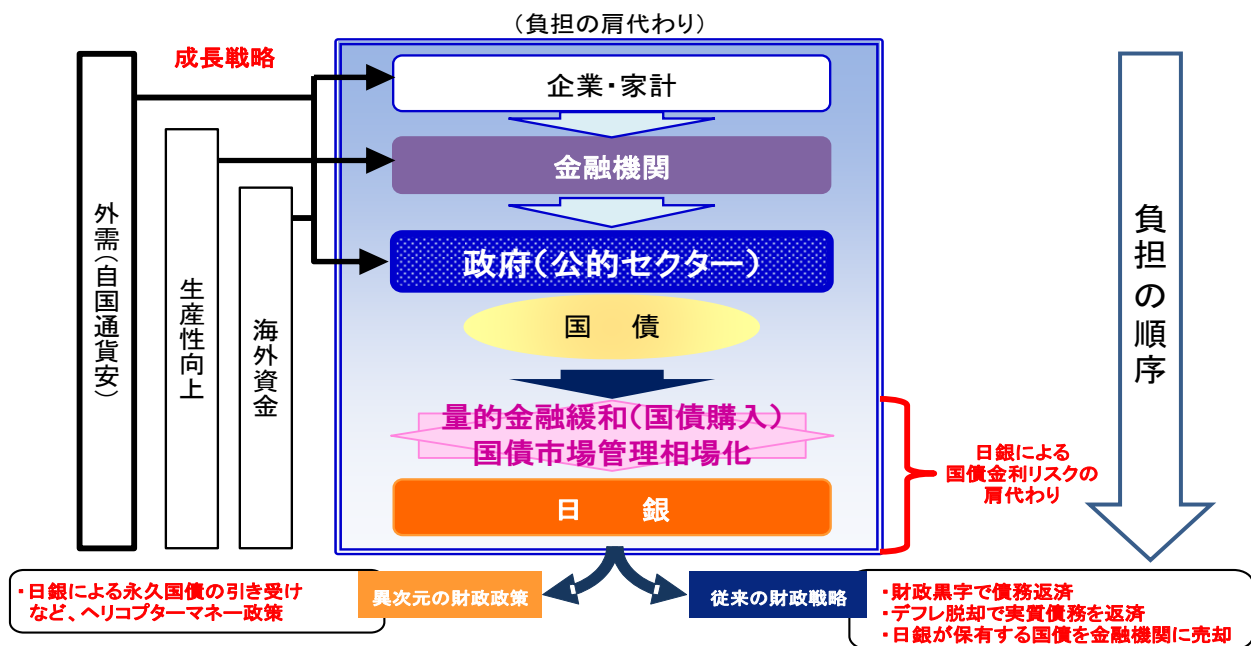 (負担の肩代わり)
成長戦略
企業・家計
金融機関
政府(公的セクター)
国 債
量的金融緩和(国債購入)
国債市場管理相場化
日 銀
外需(自国通貨安)
生産性向上
海外資金
負担の順序
日銀による
国債金利リスクの
肩代わり
・日銀による永久国債の引き受け
など、ヘリコプターマネー政策
異次元の財政政策
従来の財政戦略
・財政黒字で債務返済
・デフレ脱却で実質債務を返済
・日銀が保有する国債を金融機関に売却